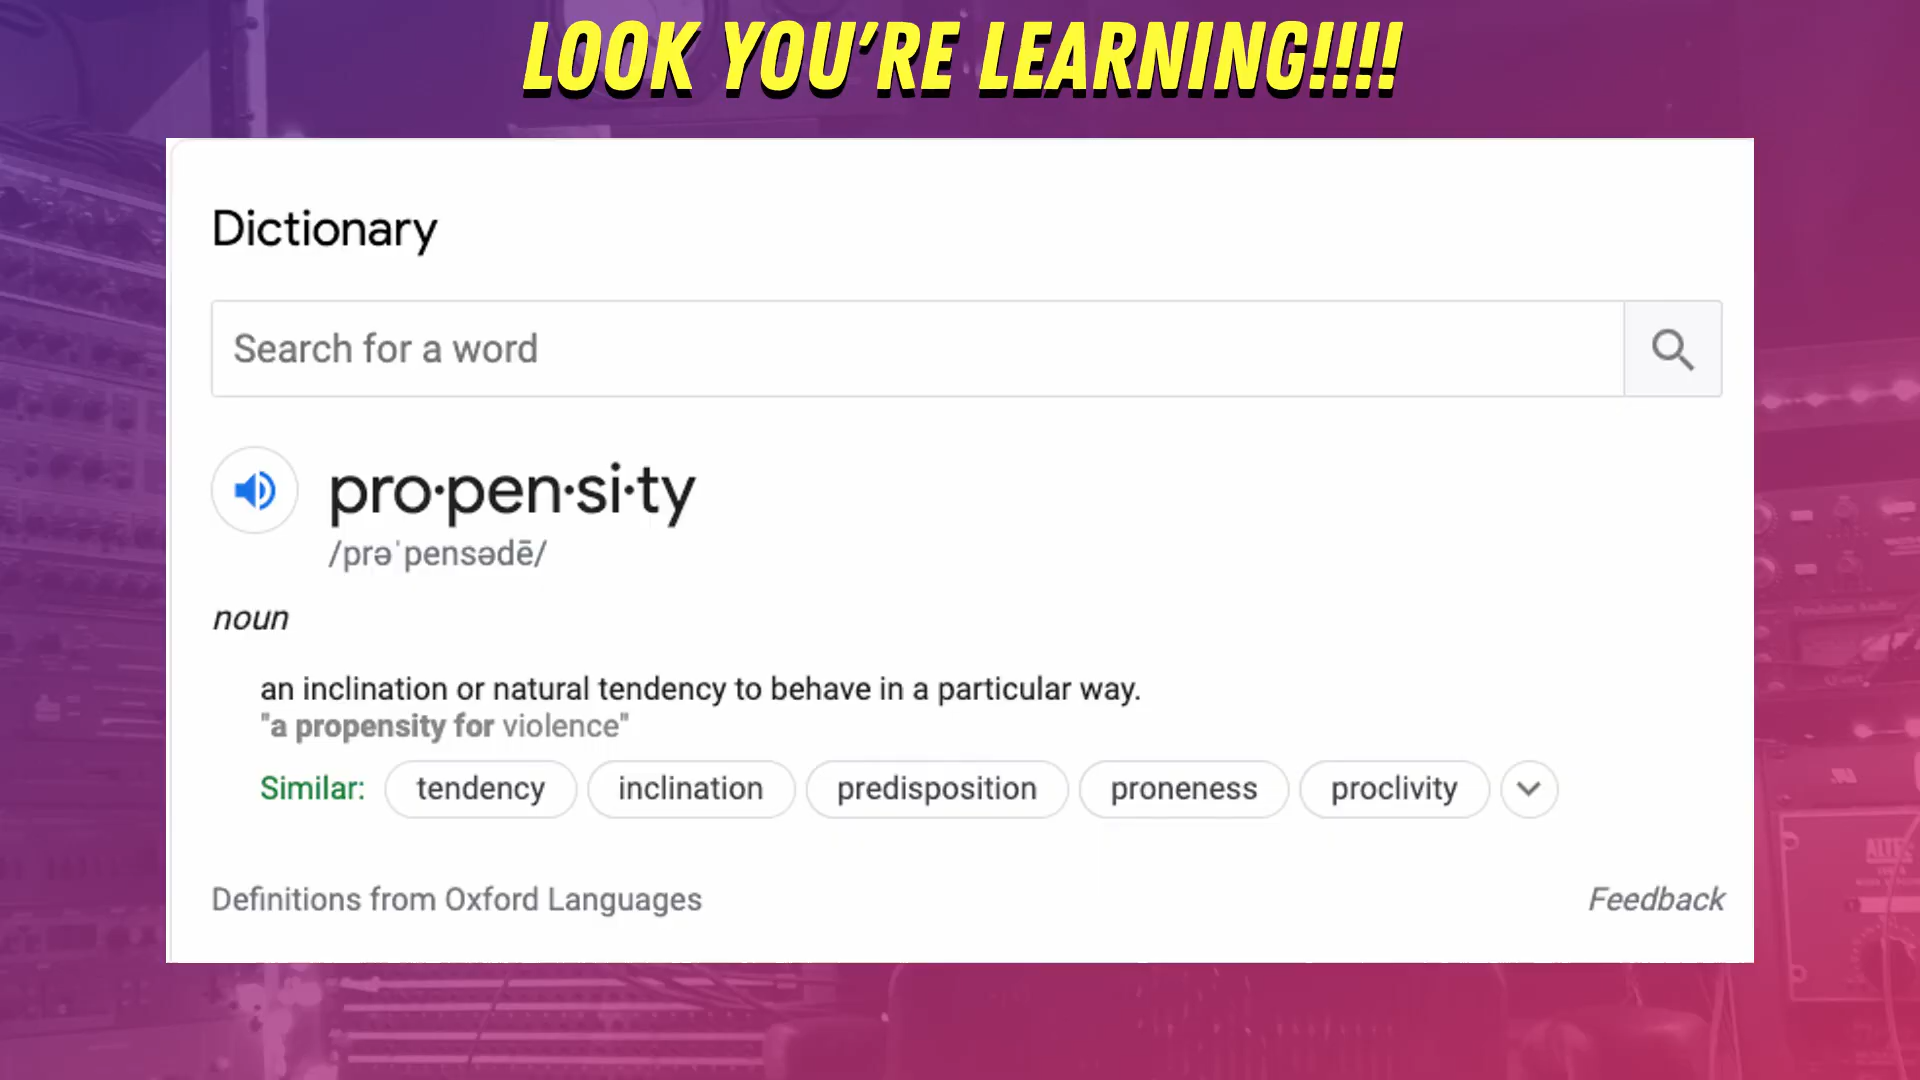 LOOK YOU'RE LEARNING!!!!
Dictionary
Search for a word
pro·pen·si·ty
/prəˈpensədē/
noun
an inclination or natural tendency to behave in a particular way.
"a propensity for violence"
Similar: tendency inclination predisposition proneness proclivity
Definitions from Oxford Languages Feedback